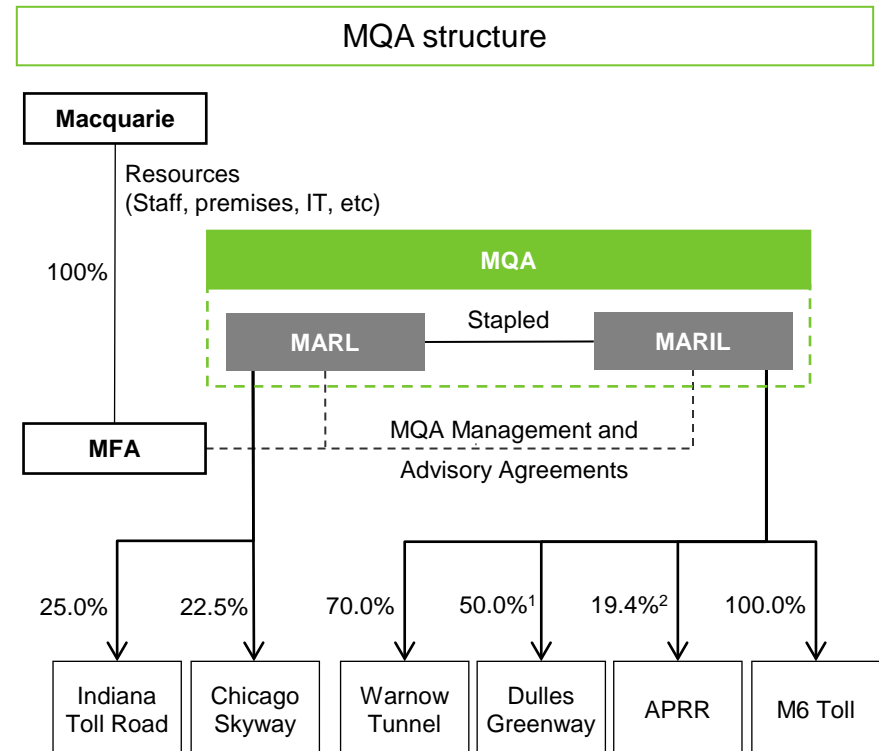 MQA structure
Macquarie
Resources
(Staff, premises, IT, etc)
100%
MQA
Stapled
MARL
MARIL
MFA
MQA Management and
Advisory Agreements
25.0%
22.5%
70.0%
50.0%¹
19.4%²
100.0%
Indiana
Toll Road
Chicago
Skyway
Warnow
Tunnel
Dulles
Greenway
APRR
M6 Toll